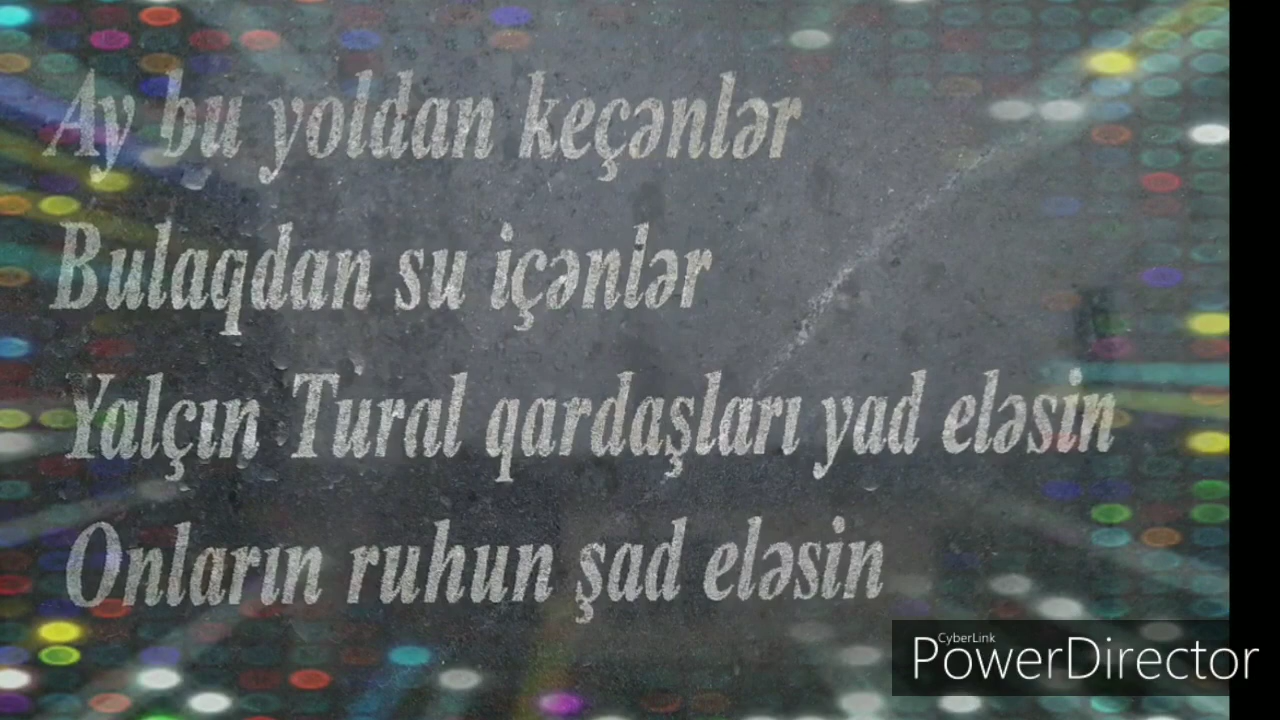 Ay bu yoldan keçənlər
Bulaqdan su içənlər
Yalçın Tural qardaşları yad eləsin
Onların ruhun şad eləsin
CyberLink
PowerDirector